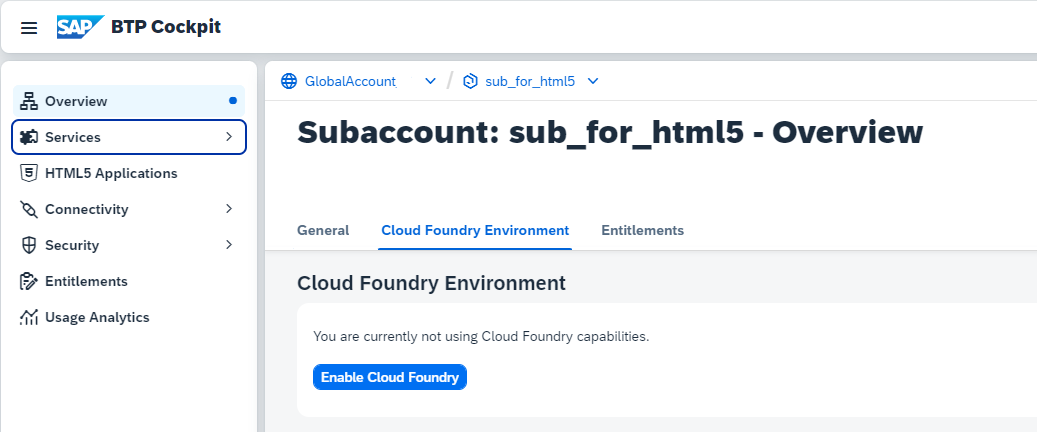 SAP BTP Cockpit
Overview
Services
5 HTML5 Applications
Connectivity
Security
Entitlements
Usage Analytics
GlobalAccount / sub_for_html5
Subaccount: sub_for_html5 - Overview
General Cloud Foundry Environment Entitlements
Cloud Foundry Environment
You are currently not using Cloud Foundry capabilities.
Enable Cloud Foundry